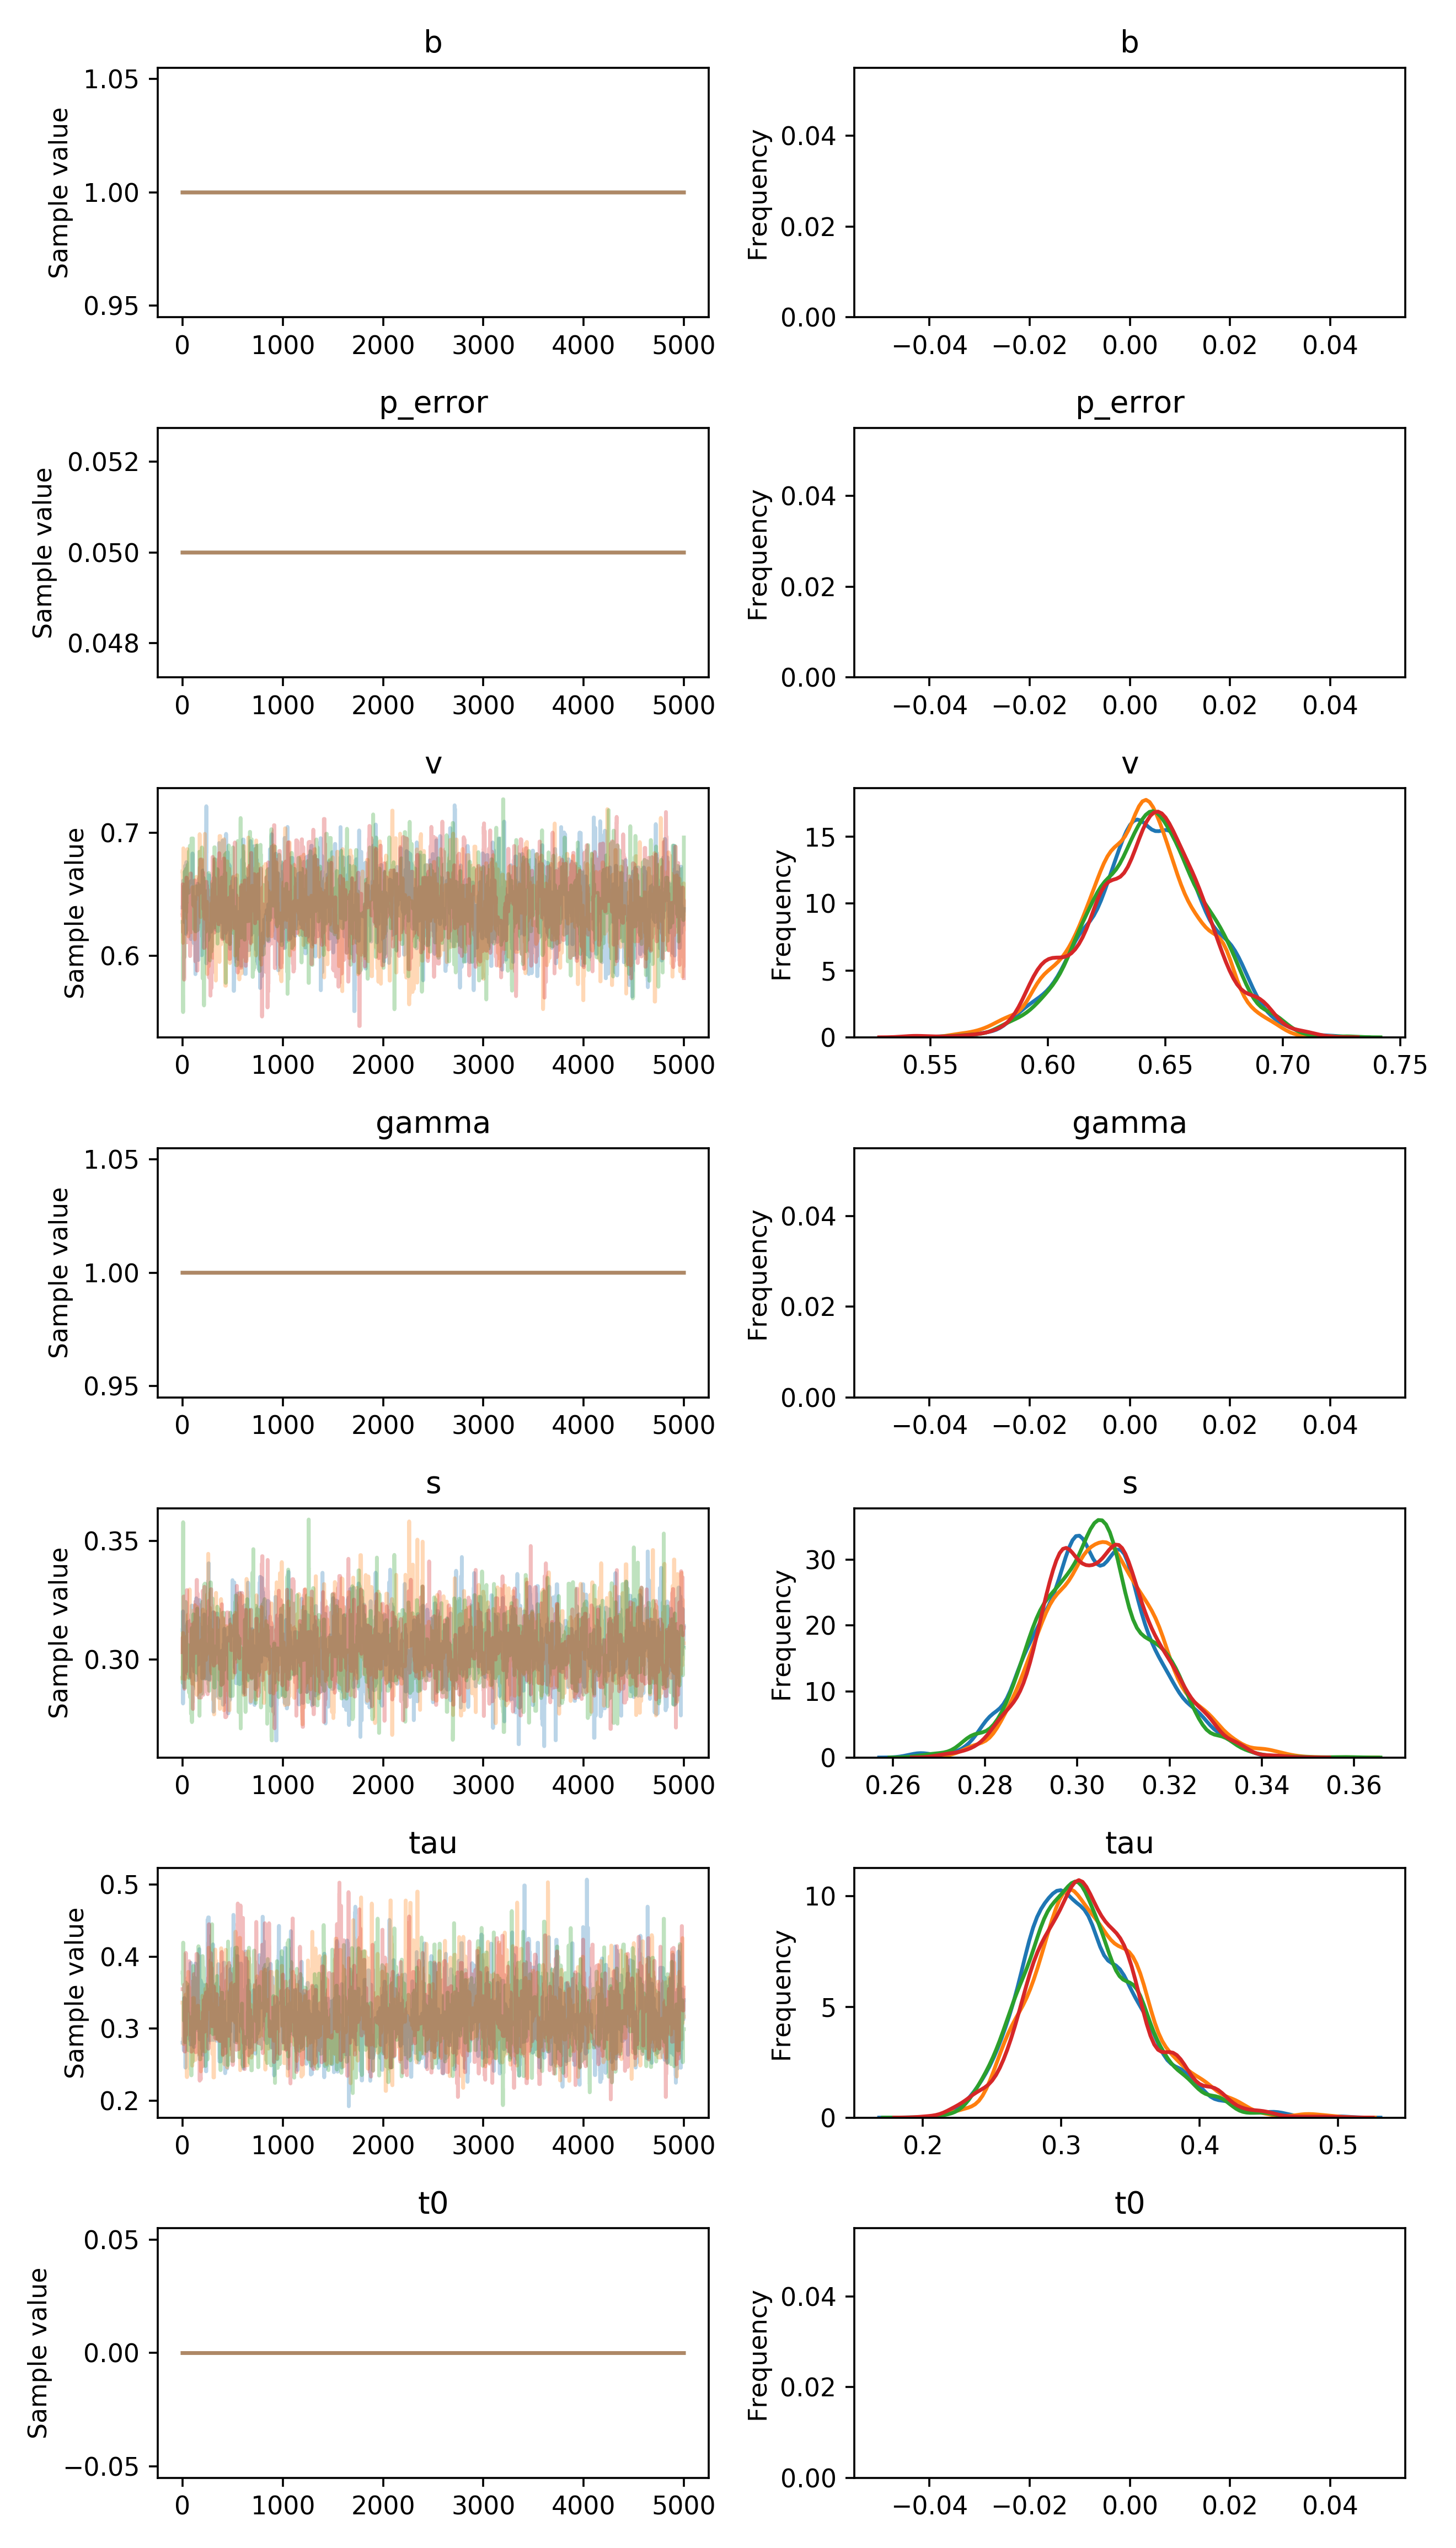 b
b
Sample value
1.05
1.00
0.95
0 1000 2000 3000 4000 5000
Frequency
0.04
0.02
0.00
−0.04 −0.02 0.00 0.02 0.04
p_error
p_error
Sample value
0.052
0.050
0.048
0 1000 2000 3000 4000 5000
Frequency
0.04
0.02
0.00
−0.04 −0.02 0.00 0.02 0.04
v
v
Sample value
0.7
0.6
0 1000 2000 3000 4000 5000
Frequency
15
10
5
0
0.55 0.60 0.65 0.70 0.75
gamma
gamma
Sample value
1.05
1.00
0.95
0 1000 2000 3000 4000 5000
Frequency
0.04
0.02
0.00
−0.04 −0.02 0.00 0.02 0.04
s
s
Sample value
0.35
0.30
0 1000 2000 3000 4000 5000
Frequency
30
20
10
0
0.26 0.28 0.30 0.32 0.34 0.36
tau
tau
Sample value
0.5
0.4
0.3
0.2
0 1000 2000 3000 4000 5000
Frequency
10
5
0
0.2 0.3 0.4 0.5
t0
t0
Sample value
0.05
0.00
−0.05
0 1000 2000 3000 4000 5000
Frequency
0.04
0.02
0.00
−0.04 −0.02 0.00 0.02 0.04